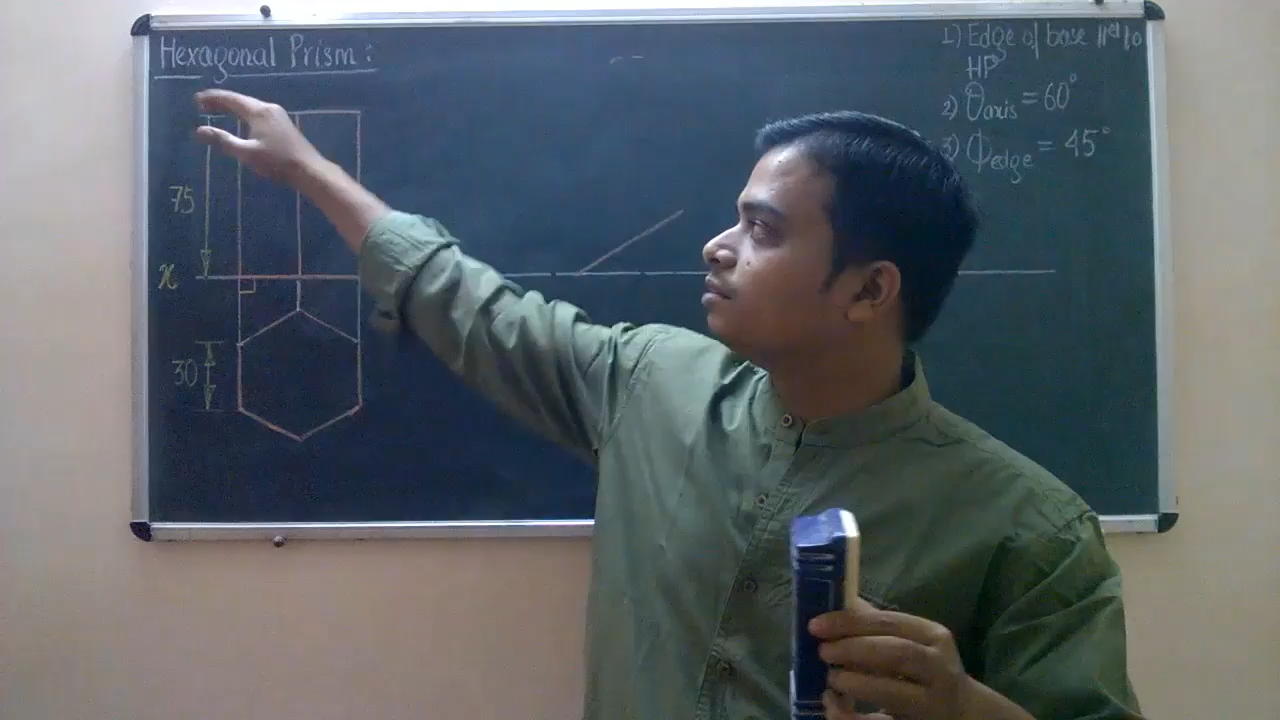 Hexagonal Prism :
1) Edge of base ||el to
HP
2) θaxis = 60°
3) ϕedge = 45°
75
x
30